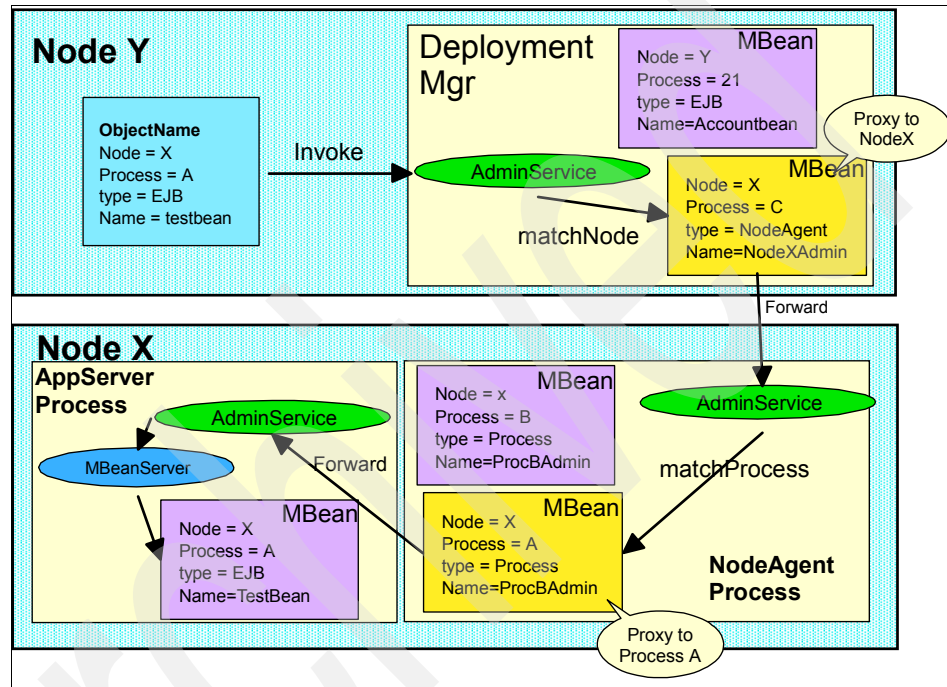 Node Y
ObjectName
Node = X
Process = A
type = EJB
Name = testbean
Invoke
Deployment
Mgr
MBean
Node = Y
Process = 21
type = EJB
Name=Accountbean
Proxy to
NodeX
AdminService
matchNode
MBean
Node = X
Process = C
type = NodeAgent
Name=NodeXAdmin
Forward
Node X
AppServer
Process
AdminService
MBeanServer
MBean
Node = X
Process = A
type = EJB
Name=TestBean
Forward
MBean
Node = x
Process = B
type = Process
Name=ProcBAdmin
AdminService
matchProcess
MBean
Node = X
Process = A
type = Process
Name=ProcBAdmin
NodeAgent
Process
Proxy to
Process A